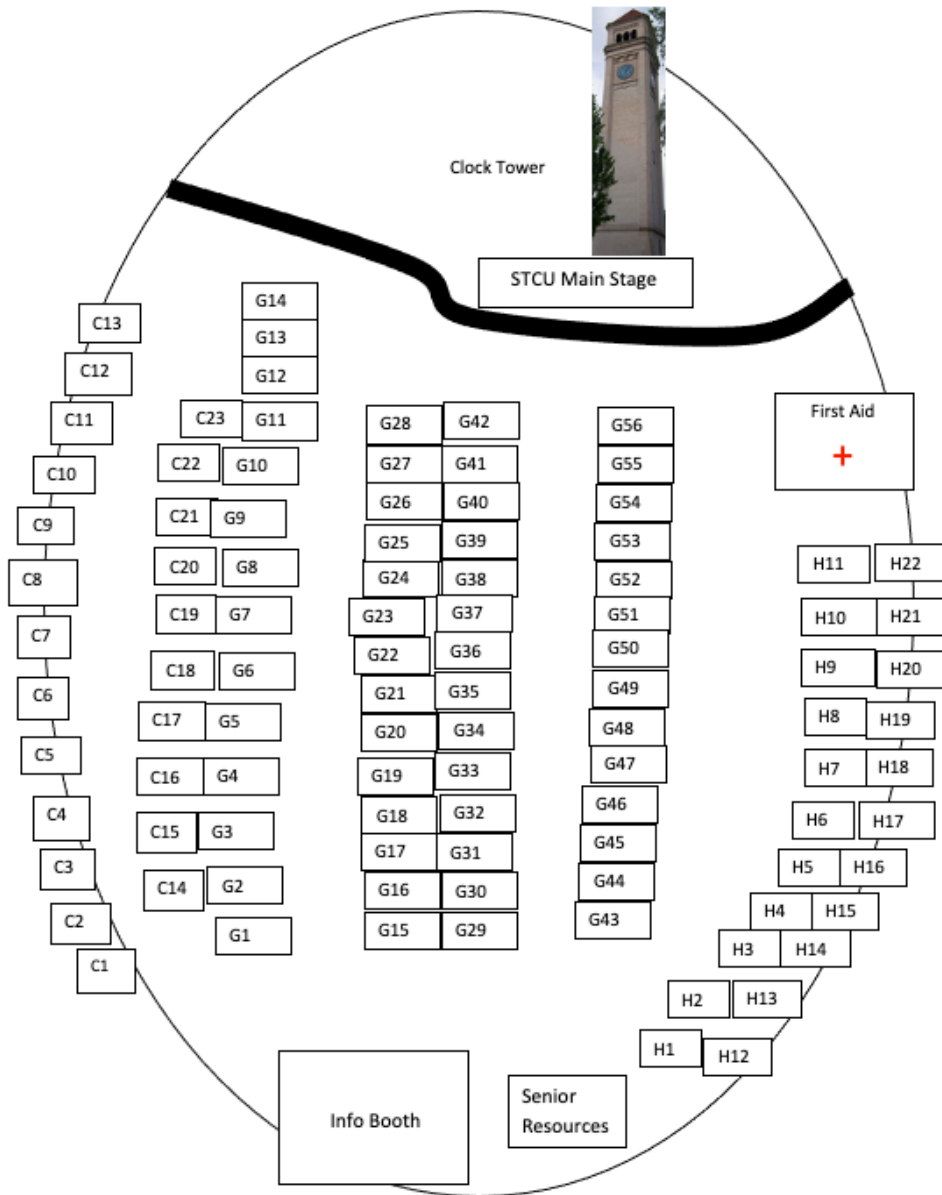 Clock Tower
STCU Main Stage
G14
C13
G13
C12
G12
C11
C23
G11
G28
G42
G56
First Aid
C22
G10
G27
G41
G55
C10
G26
G40
G54
C9
C21
G9
G25
G39
G53
C8
C20
G8
G24
G38
G52
H11
H22
C7
C19
G7
G23
G37
G51
H10
H21
C18
G6
G22
G36
G50
H9
H20
C6
G21
G35
G49
C17
G5
G20
G34
G48
H8
H19
C5
C16
G4
G19
G33
G47
H7
H18
C4
C15
G3
G18
G32
G46
H6
H17
C3
G17
G31
G45
H5
H16
C14
G2
G16
G30
G44
C2
G1
G15
G29
G43
H4
H15
C1
H3
H14
H2
H13
H1
H12
Info Booth
Senior
Resources